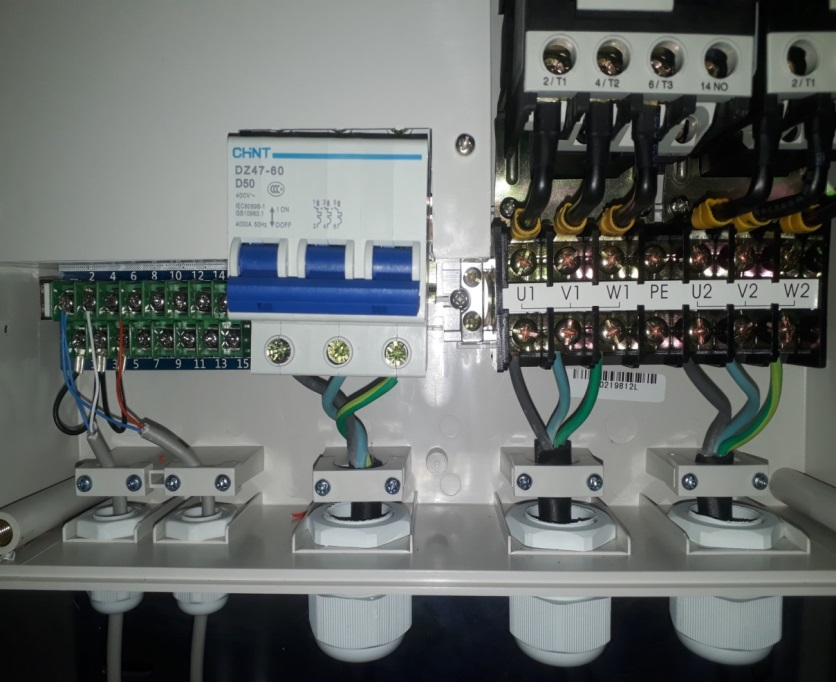 2/T1 4/T2 6/T3 14 NO 2/T1
CHNT
DZ47-60
D50
400V~
IEC60898-1
GB10963.1
4000A 50Hz
I ON
O OFF
2 4 6 8 10 12 14
U1 V1 W1 PE U2 V2 W2
5 7 9 11 13 15
0219812L